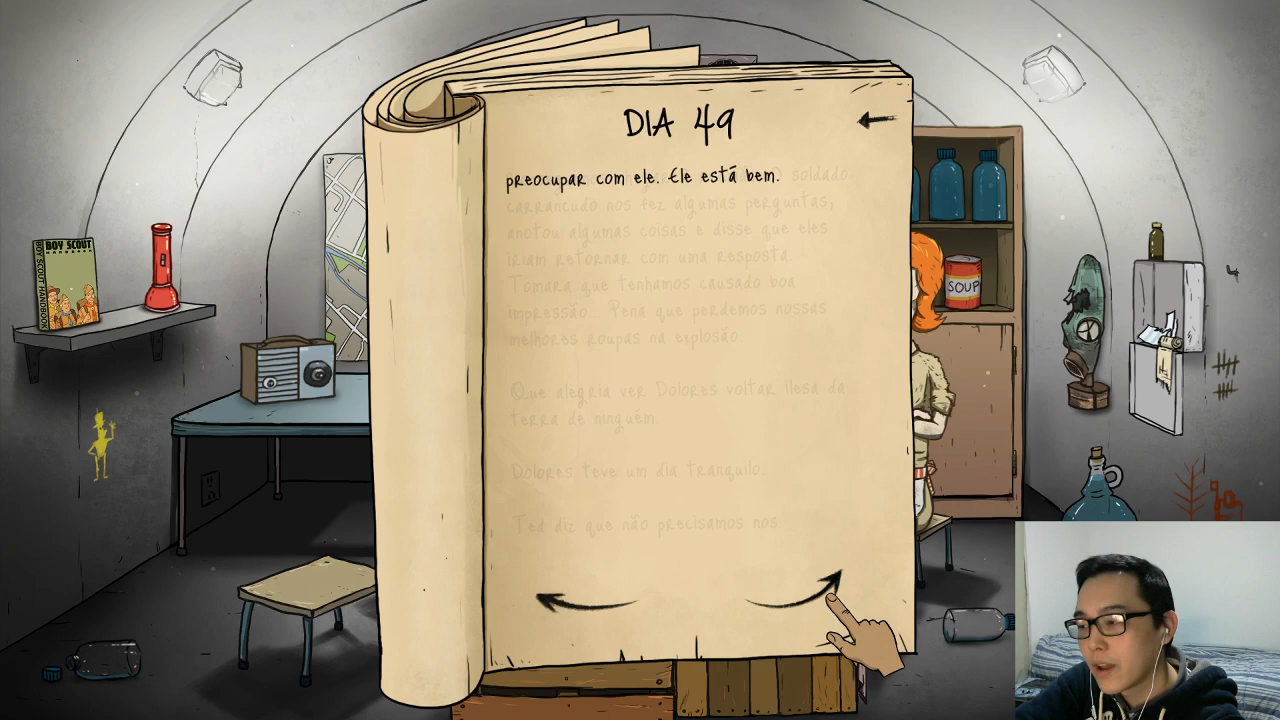 DIA 49
preocupar com ele. Ele está bem.
O soldado
carrancudo nos fez algumas perguntas,
anotou algumas coisas e disse que eles
iriam retornar com uma resposta.
Tomara que tenhamos causado boa
impressão... Pena que perdemos nossas
melhores roupas na explosão.
Que alegria ver Dolores voltar ilesa da
terra de ninguém.
Dolores teve um dia tranquilo.
Ted diz que não precisamos nos
BOY SCOUT
HANDBOOK
BOY SCOUT HANDBOOK
SOUP